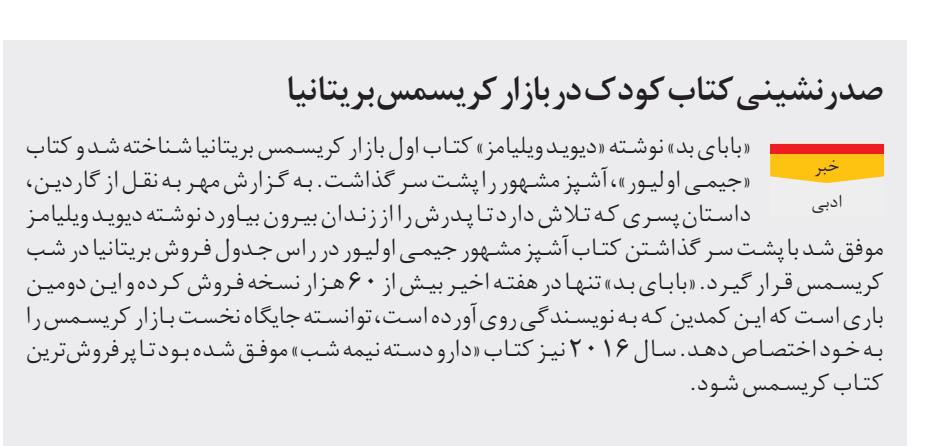 صدرنشینی کتاب کودک در بازار کریسمس بریتانیا
خبر
ادبی
«بابای بد» نوشته «دیوید ویلیامز» کتاب اول بازار کریسمس بریتانیا شناخته شد و کتاب
«جیمی اولیور»، آشپز مشهور را پشت سر گذاشت. به گزارش مهر به نقل از گاردین،
داستان پسری که تلاش دارد تا پدرش را از زندان بیرون بیاورد نوشته دیوید ویلیامز
موفق شد با پشت سر گذاشتن کتاب آشپز مشهور جیمی اولیور در راس جدول فروش بریتانیا در شب
کریسمس قرار گیرد. «بابای بد» تنها در هفته اخیر بیش از ۶۰ هزار نسخه فروش کرده و این دومین
باری است که این کمدین که به نویسندگی روی آورده است، توانسته جایگاه نخست بازار کریسمس را
به خود اختصاص دهد. سال ۲۰۱۶ نیز کتاب «دارو دسته نیمه شب» موفق شده بود تا پرفروش‌ترین
کتاب کریسمس شود.